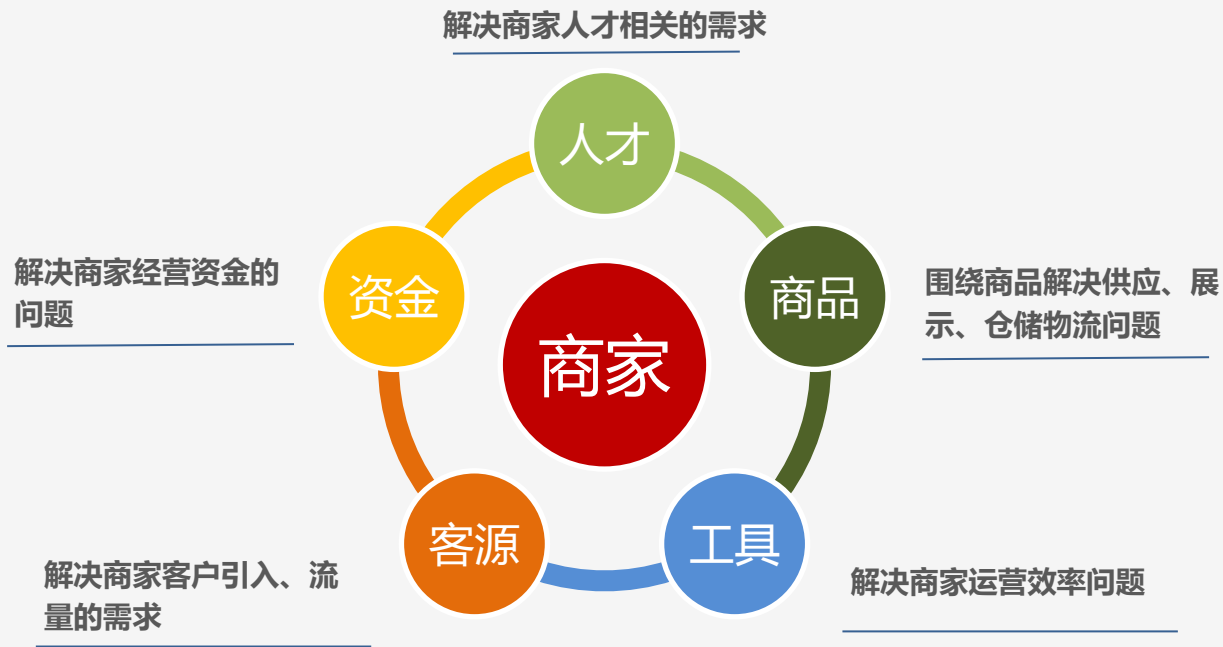 解决商家人才相关的需求
人才
资金
商品
解决商家经营资金的
问题
围绕商品解决供应、展
示、仓储物流问题
商家
客源
工具
解决商家客户引入、流
量的需求
解决商家运营效率问题